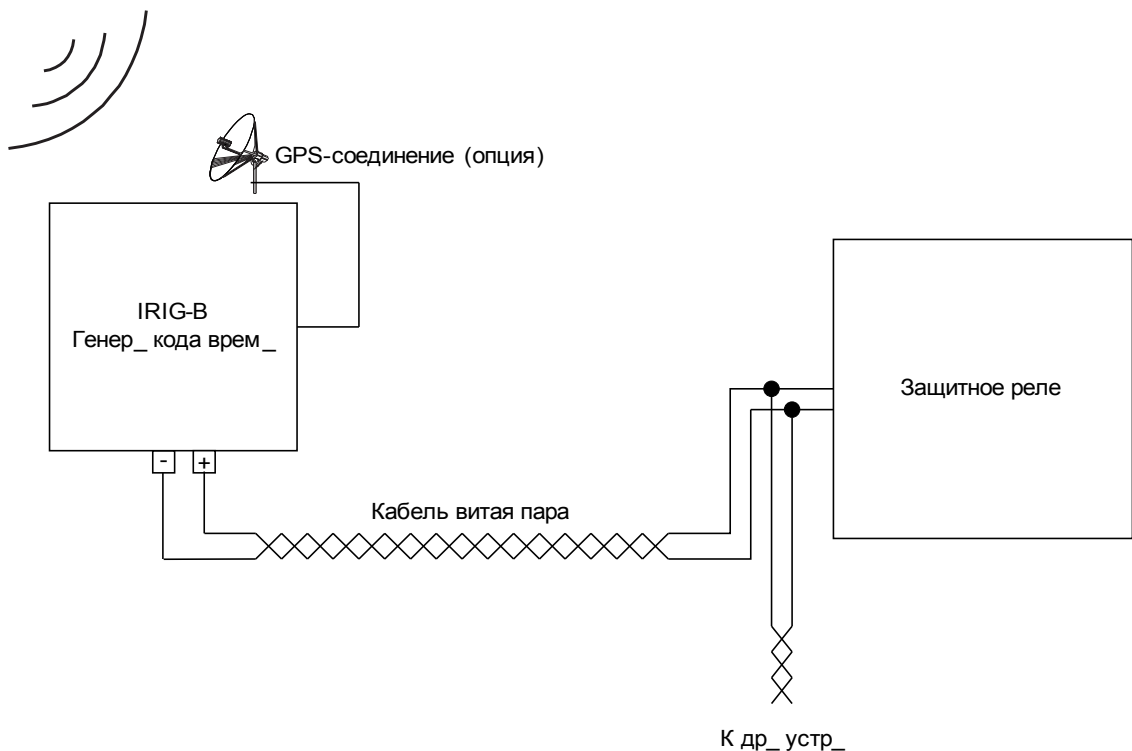 GPS-соединение (опция)
IRIG-B
Генер_ кода врем_
Защитное реле
- +
Кабель витая пара
К др_ устр_